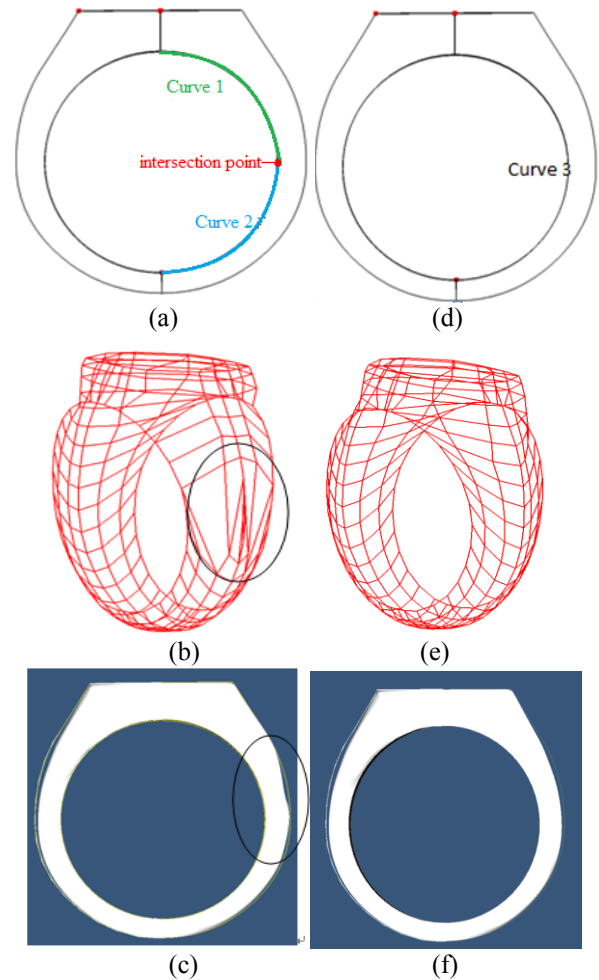 Curve 1
intersection point
Curve 2
Curve 3
(a)
(d)
(b)
(e)
(c)
(f)